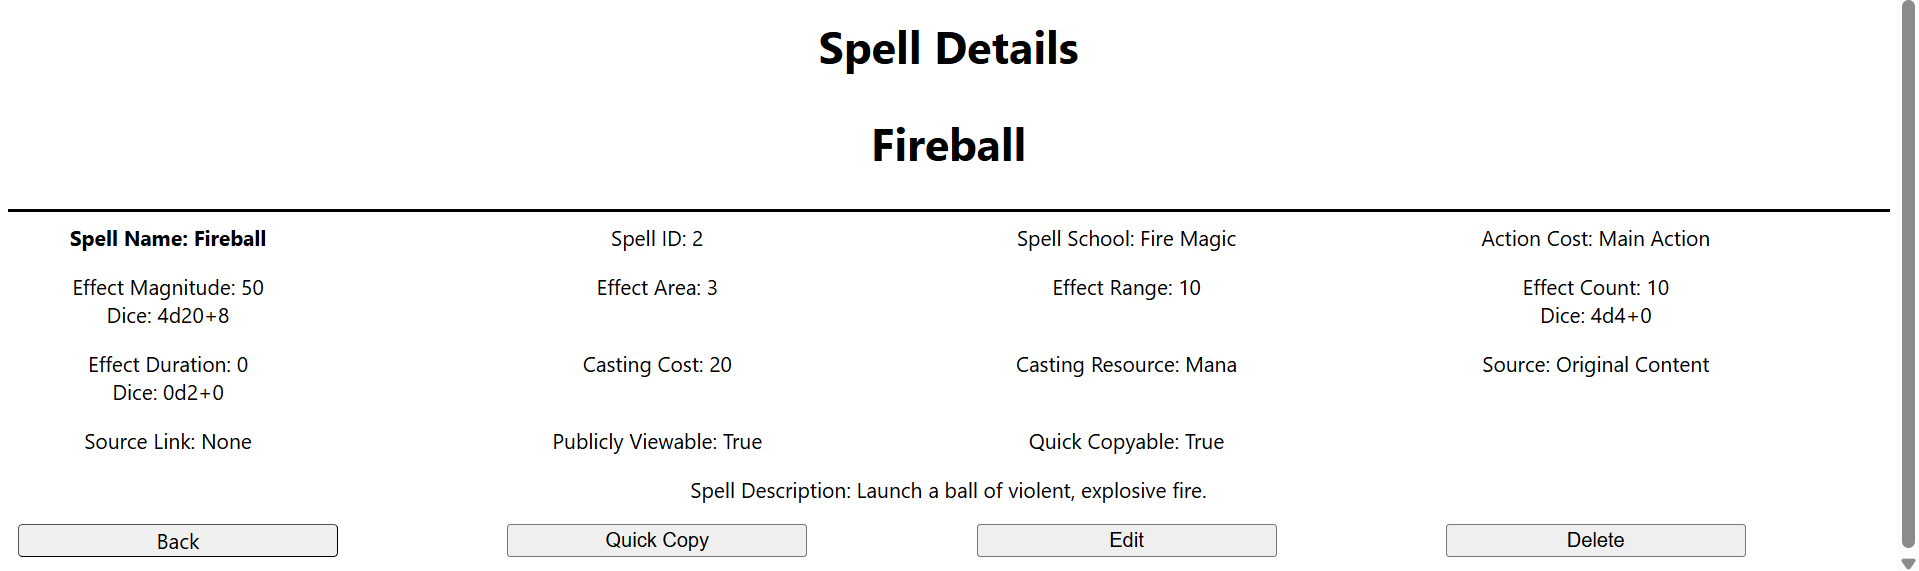 Spell Details
Fireball
Spell Name: Fireball
Spell ID: 2
Spell School: Fire Magic
Action Cost: Main Action
Effect Magnitude: 50
Dice: 4d20+8
Effect Area: 3
Effect Range: 10
Effect Count: 10
Dice: 4d4+0
Effect Duration: 0
Dice: 0d2+0
Casting Cost: 20
Casting Resource: Mana
Source: Original Content
Source Link: None
Publicly Viewable: True
Quick Copyable: True
Spell Description: Launch a ball of violent, explosive fire.
Back
Quick Copy
Edit
Delete